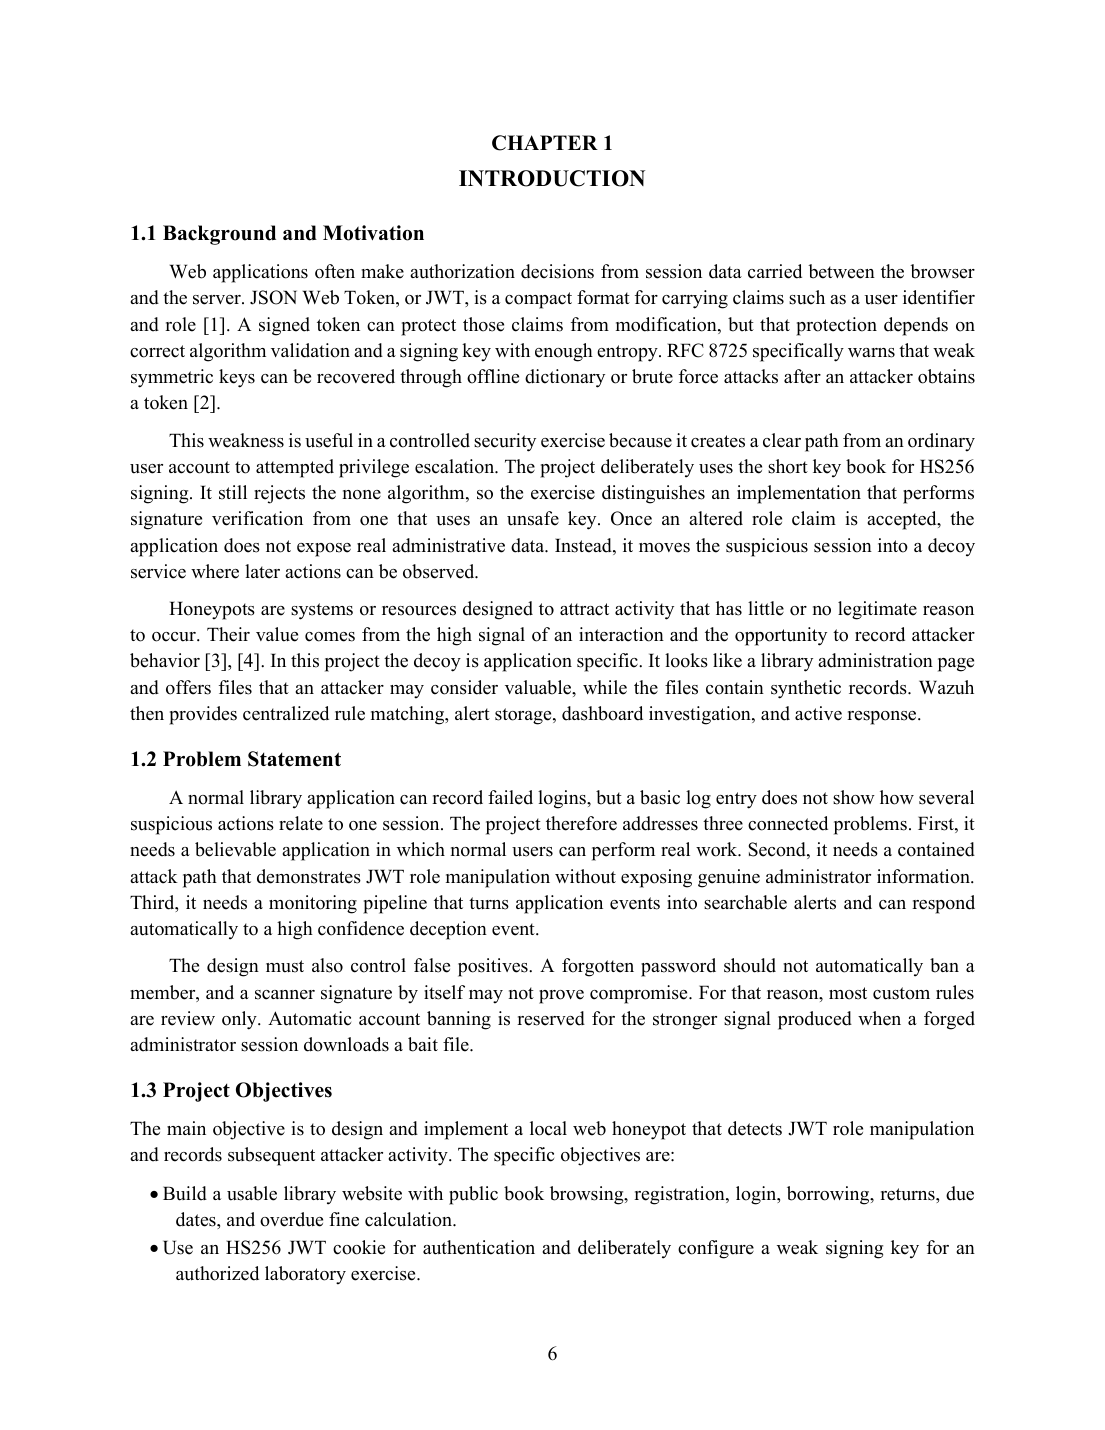 CHAPTER 1
INTRODUCTION
1.1 Background and Motivation
Web applications often make authorization decisions from session data carried between the browser
and the server. JSON Web Token, or JWT, is a compact format for carrying claims such as a user identifier
and role [1]. A signed token can protect those claims from modification, but that protection depends on
correct algorithm validation and a signing key with enough entropy. RFC 8725 specifically warns that weak
symmetric keys can be recovered through offline dictionary or brute force attacks after an attacker obtains
a token [2].
This weakness is useful in a controlled security exercise because it creates a clear path from an ordinary
user account to attempted privilege escalation. The project deliberately uses the short key book for HS256
signing. It still rejects the none algorithm, so the exercise distinguishes an implementation that performs
signature verification from one that uses an unsafe key. Once an altered role claim is accepted, the
application does not expose real administrative data. Instead, it moves the suspicious session into a decoy
service where later actions can be observed.
Honeypots are systems or resources designed to attract activity that has little or no legitimate reason
to occur. Their value comes from the high signal of an interaction and the opportunity to record attacker
behavior [3], [4]. In this project the decoy is application specific. It looks like a library administration page
and offers files that an attacker may consider valuable, while the files contain synthetic records. Wazuh
then provides centralized rule matching, alert storage, dashboard investigation, and active response.
1.2 Problem Statement
A normal library application can record failed logins, but a basic log entry does not show how several
suspicious actions relate to one session. The project therefore addresses three connected problems. First, it
needs a believable application in which normal users can perform real work. Second, it needs a contained
attack path that demonstrates JWT role manipulation without exposing genuine administrator information.
Third, it needs a monitoring pipeline that turns application events into searchable alerts and can respond
automatically to a high confidence deception event.
The design must also control false positives. A forgotten password should not automatically ban a
member, and a scanner signature by itself may not prove compromise. For that reason, most custom rules
are review only. Automatic account banning is reserved for the stronger signal produced when a forged
administrator session downloads a bait file.
1.3 Project Objectives
The main objective is to design and implement a local web honeypot that detects JWT role manipulation
and records subsequent attacker activity. The specific objectives are:
• Build a usable library website with public book browsing, registration, login, borrowing, returns, due
dates, and overdue fine calculation.
• Use an HS256 JWT cookie for authentication and deliberately configure a weak signing key for an
authorized laboratory exercise.
6